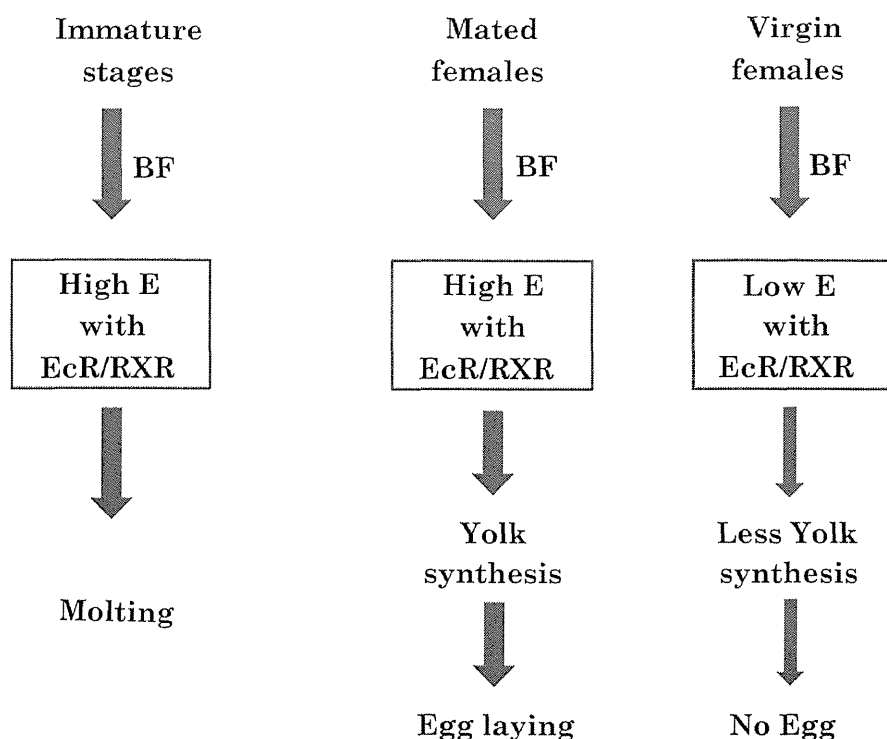 Immature
stages
BF
High E
with
EcR/RXR
Molting
Mated
females
BF
High E
with
EcR/RXR
Yolk
synthesis
Egg laying
Virgin
females
BF
Low E
with
EcR/RXR
Less Yolk
synthesis
No Egg